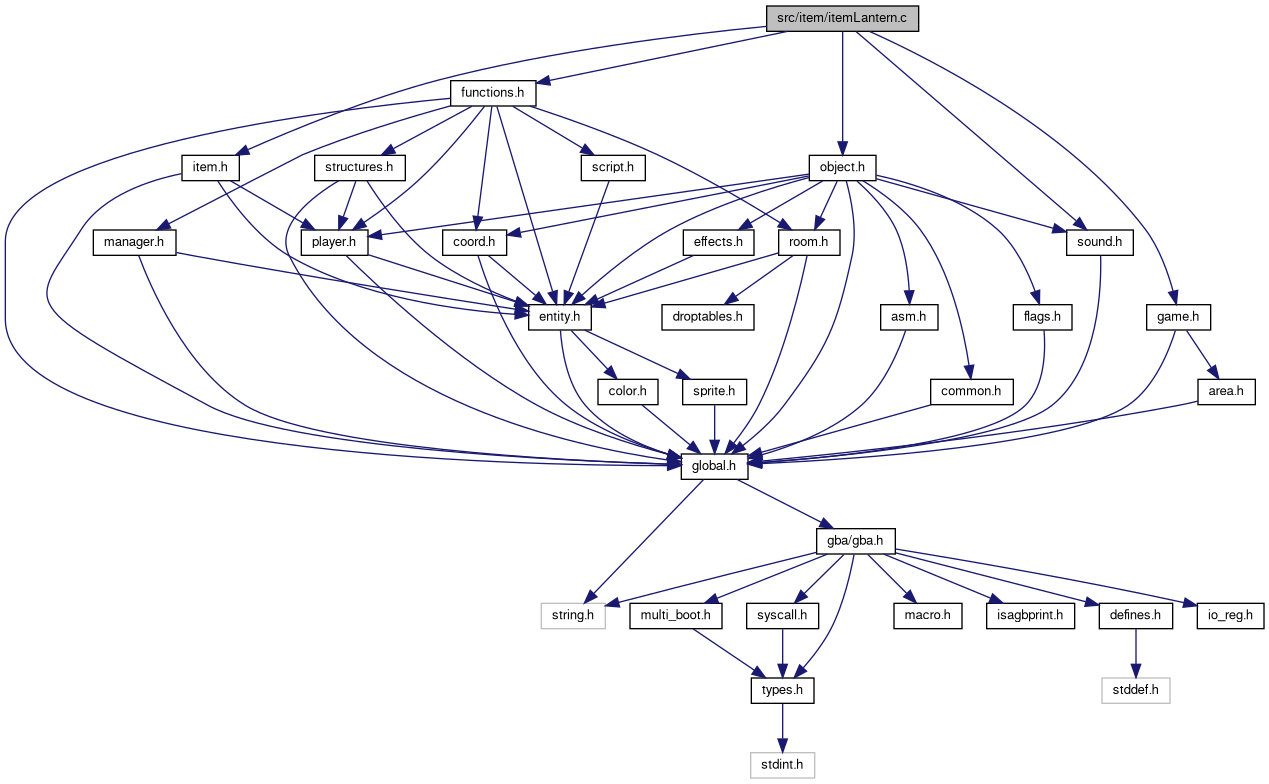 src/item/itemLantern.c
functions.h
item.h
structures.h
script.h
object.h
manager.h
player.h
coord.h
effects.h
room.h
sound.h
entity.h
droptables.h
asm.h
flags.h
game.h
color.h
sprite.h
common.h
area.h
global.h
gba/gba.h
string.h
multi_boot.h
syscall.h
macro.h
isagbprint.h
defines.h
io_reg.h
types.h
stddef.h
stdint.h